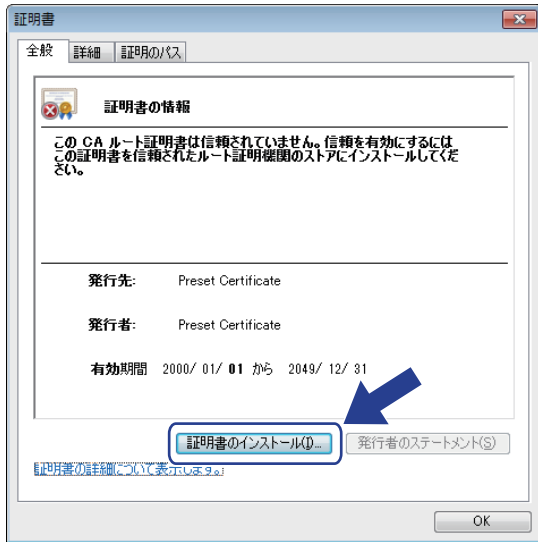 証明書
全般
詳細
証明のパス
証明書の情報
この CA ルート証明書は信頼されていません。信頼を有効にするには
この証明書を信頼されたルート証明機関のストアにインストールしてくだ
さい。
発行先: Preset Certificate
発行者: Preset Certificate
有効期間 2000/ 01/ 01 から 2049/ 12/ 31
証明書のインストール(I)...
発行者のステートメント(S)
証明書の詳細について表示します。
OK